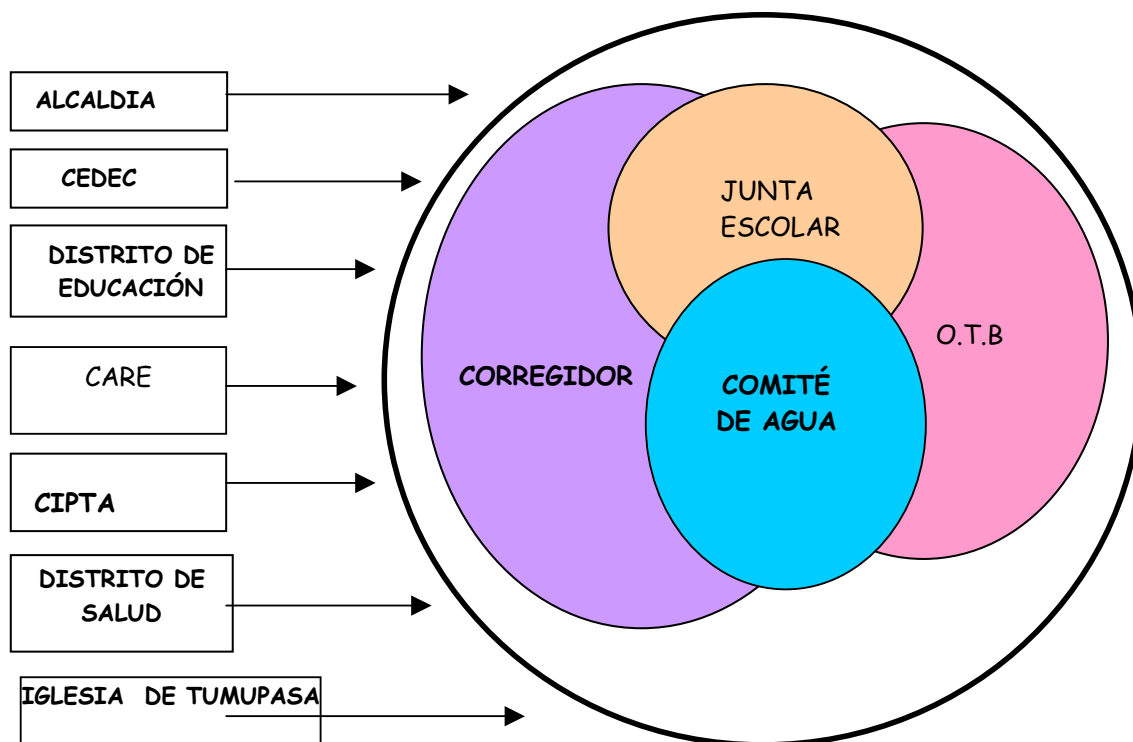 ALCALDIA
CEDEC
DISTRITO DE
EDUCACIÓN
CARE
CIPTA
DISTRITO DE
SALUD
IGLESIA DE TUMUPASA
JUNTA
ESCOLAR
O.T.B
CORREGIDOR
COMITÉ
DE AGUA